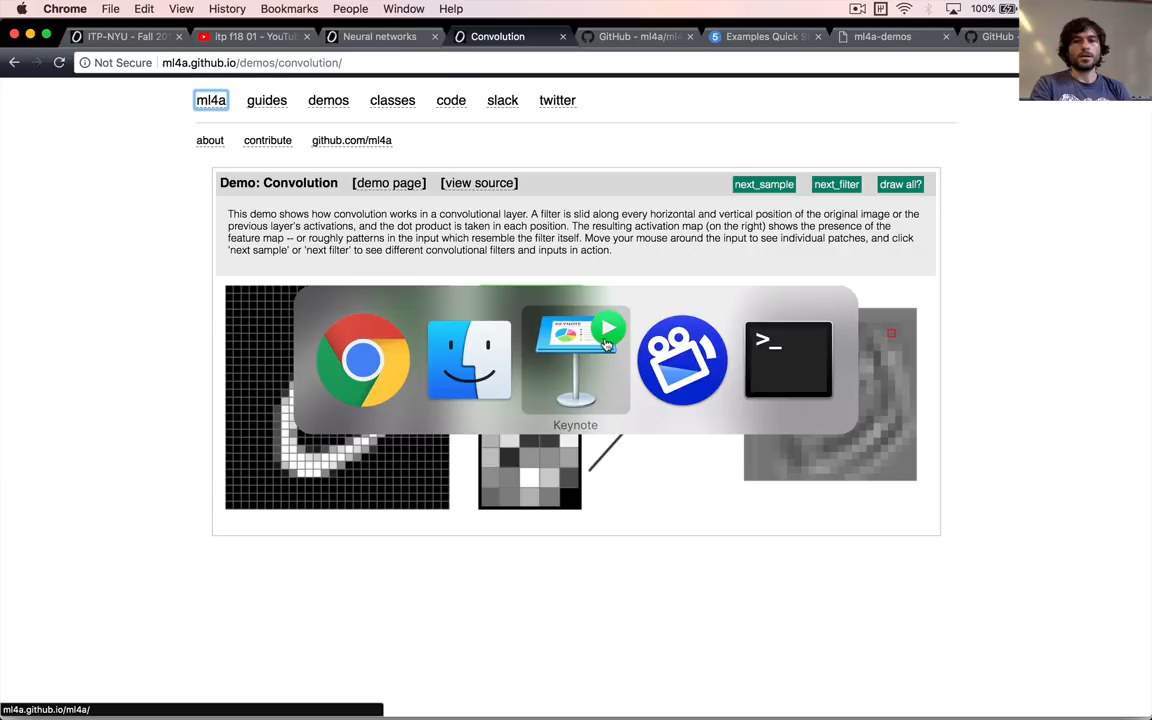 Chrome File Edit View History Bookmarks People Window Help 100%
ITP-NYU - Fall 20 itp f18 01 - YouTub Neural networks Convolution GitHub - ml4a/ml4 Examples Quick S ml4a-demos GitHub
Not Secure ml4a.github.io/demos/convolution/
ml4a guides demos classes code slack twitter
about contribute github.com/ml4a
Demo: Convolution [demo page] [view source] next_sample next_filter draw all?
This demo shows how convolution works in a convolutional layer. A filter is slid along every horizontal and vertical position of the original image or the
previous layer's activations, and the dot product is taken in each position. The resulting activation map (on the right) shows the presence of the
feature map -- or roughly patterns in the input which resemble the filter itself. Move your mouse around the input to see individual patches, and click
'next sample' or 'next filter' to see different convolutional filters and inputs in action.
KEYNOTE
>_
Keynote
ml4a.github.io/ml4a/